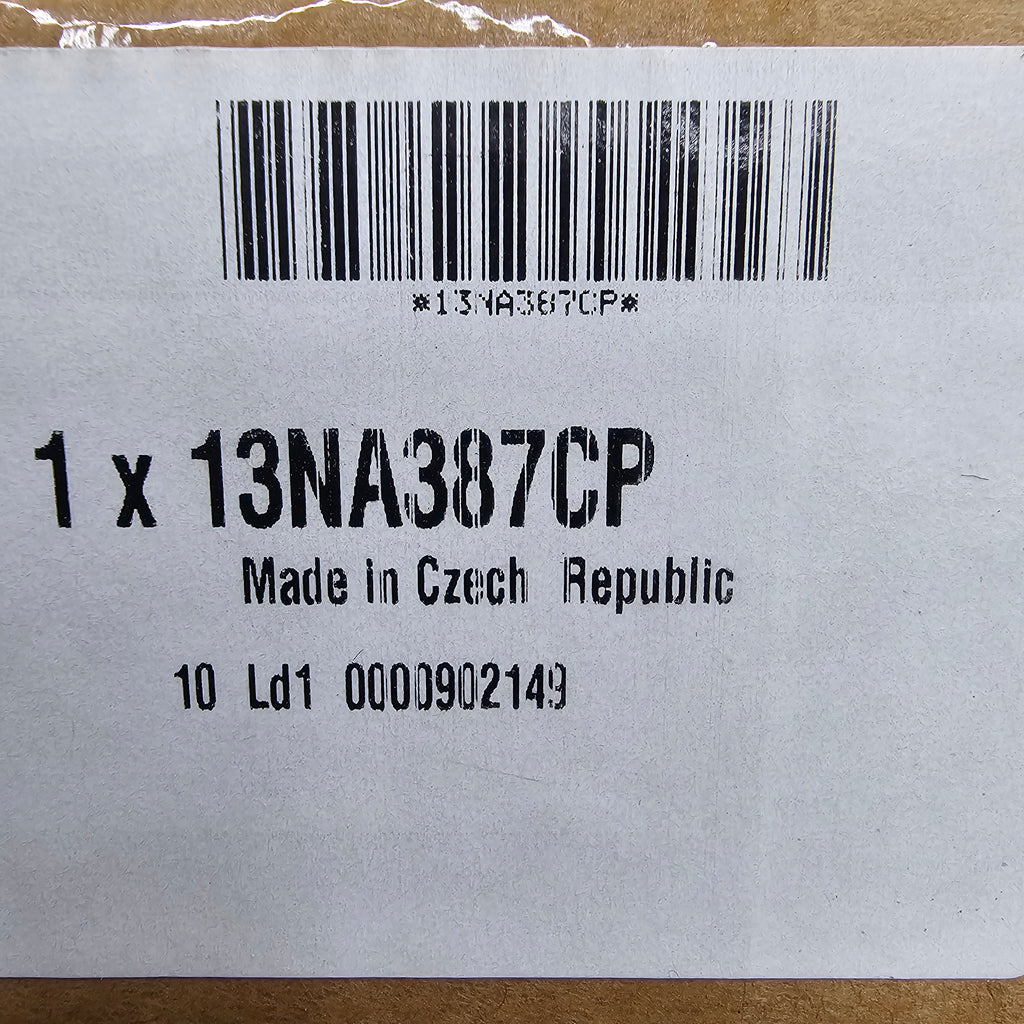 *13NA387CP*
1 x 13NA387CP
Made in Czech Republic
10 Ld1 0000902149